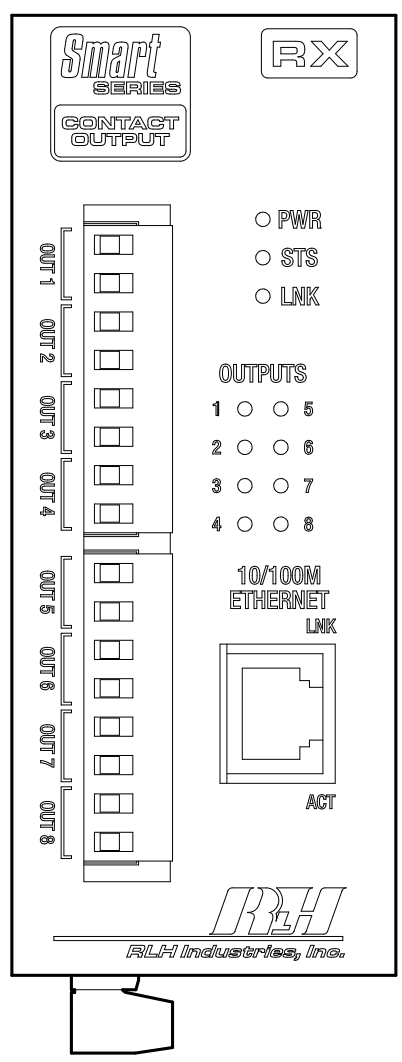 Smart
SERIES
CONTACT
OUTPUT
RX
PWR
STS
LNK
OUT 1
OUT 2
OUT 3
OUT 4
OUT 5
OUT 6
OUT 7
OUT 8
OUTPUTS
1 5
2 6
3 7
4 8
10/100M
ETHERNET
LNK
ACT
RLH
RLH Industries, Inc.